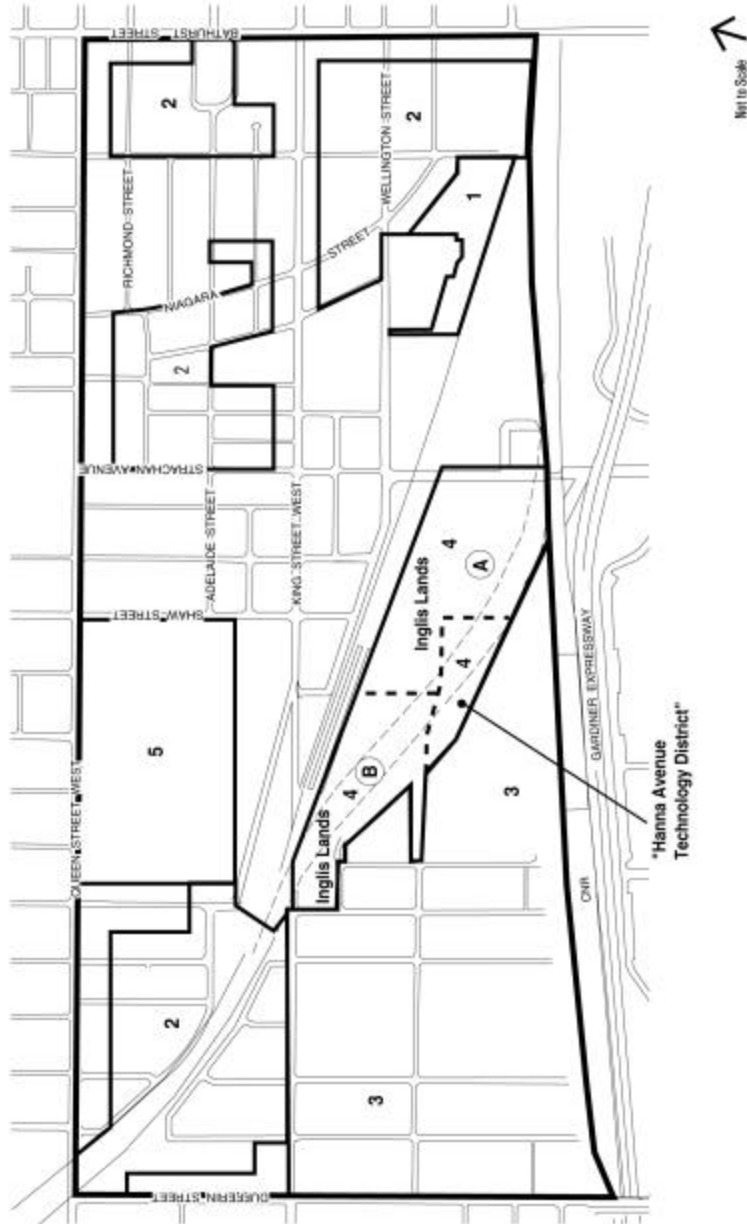 BATHURST STREET
2
RICHMOND STREET
WELLINGTON STREET
2
1
NIAGARA
STREET
2
STRACHAN AVENUE
ADELAIDE STREET
KING STREET WEST
SHAW STREET
4
A
Inglis Lands
4
5
QUEEN STREET WEST
B
4
Inglis Lands
GARDINER EXPRESSWAY
3
"Hanna Avenue
Technology District"
CNR
2
3
DUFFERIN STREET
Not to Scale